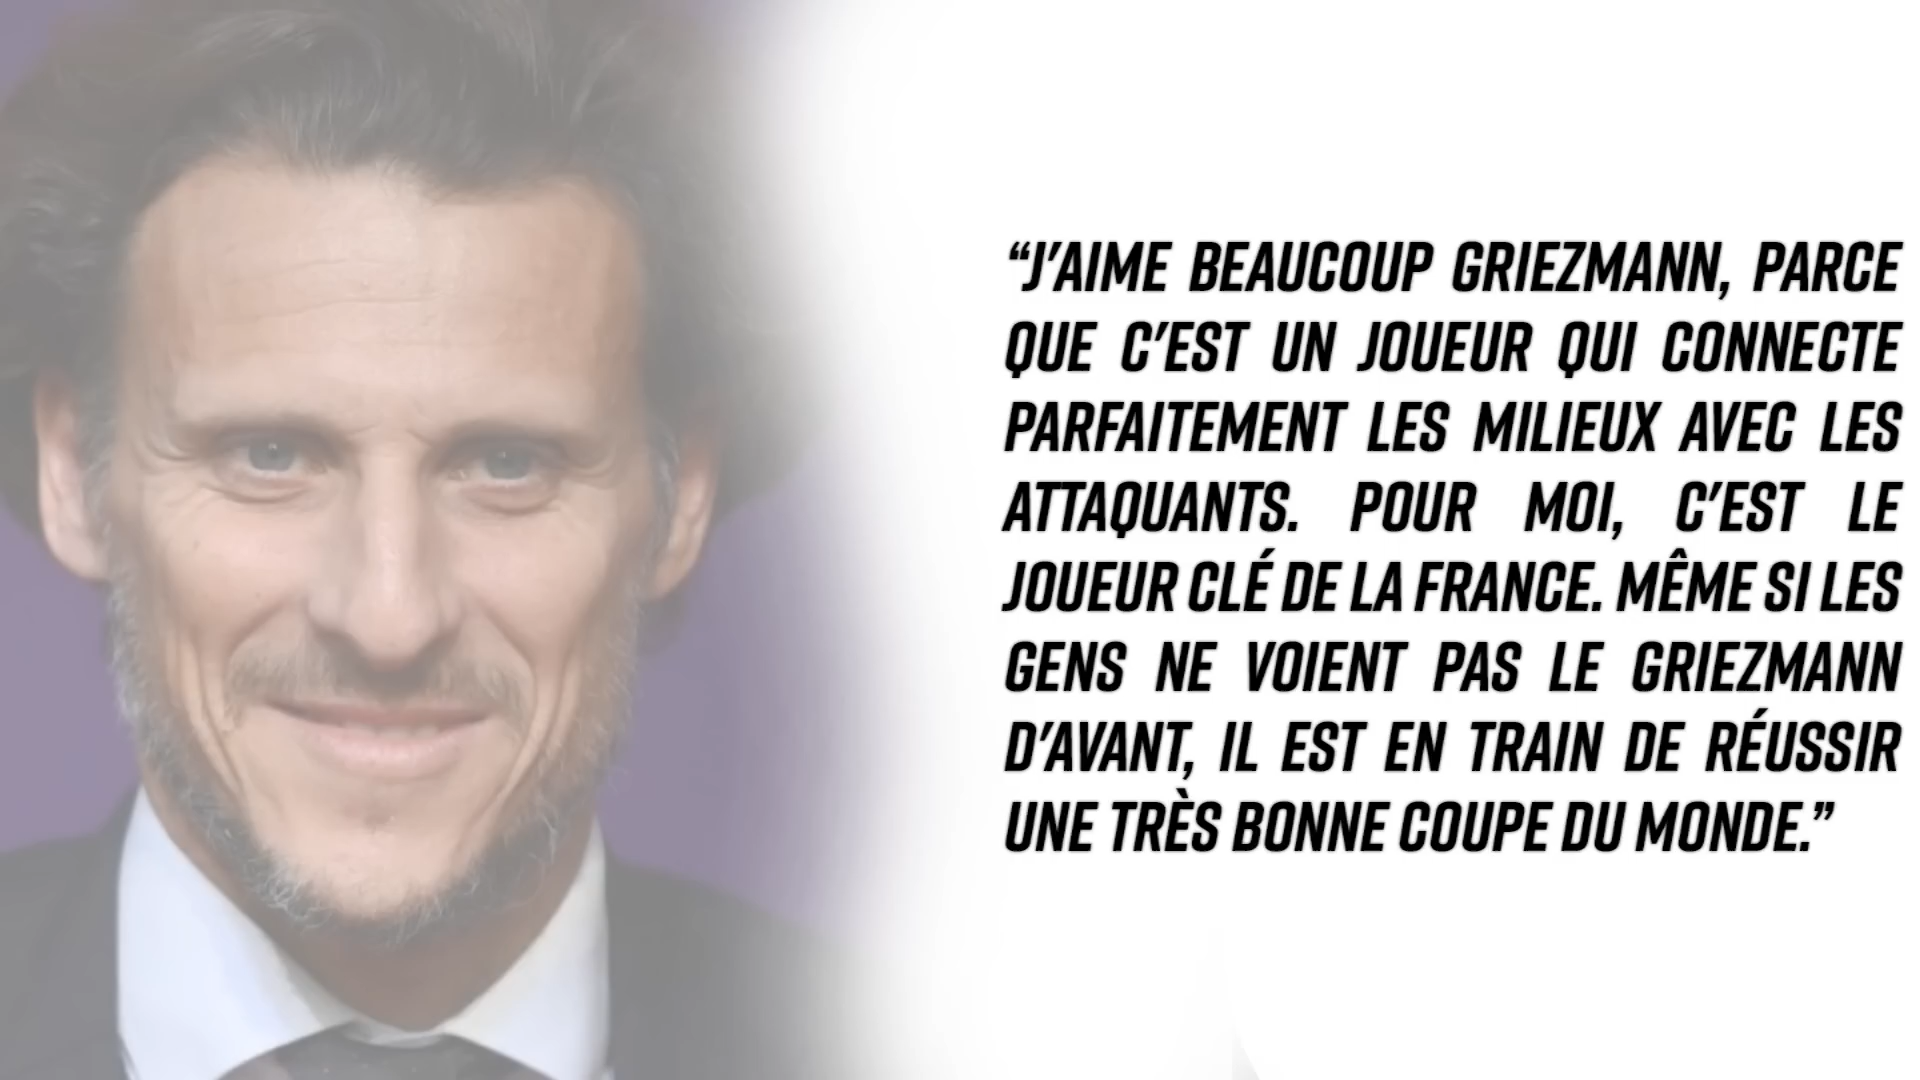 “J'AIME BEAUCOUP GRIEZMANN, PARCE
QUE C'EST UN JOUEUR QUI CONNECTE
PARFAITEMENT LES MILIEUX AVEC LES
ATTAQUANTS. POUR MOI, C'EST LE
JOUEUR CLÉ DE LA FRANCE. MÊME SI LES
GENS NE VOIENT PAS LE GRIEZMANN
D'AVANT, IL EST EN TRAIN DE RÉUSSIR
UNE TRÈS BONNE COUPE DU MONDE.”